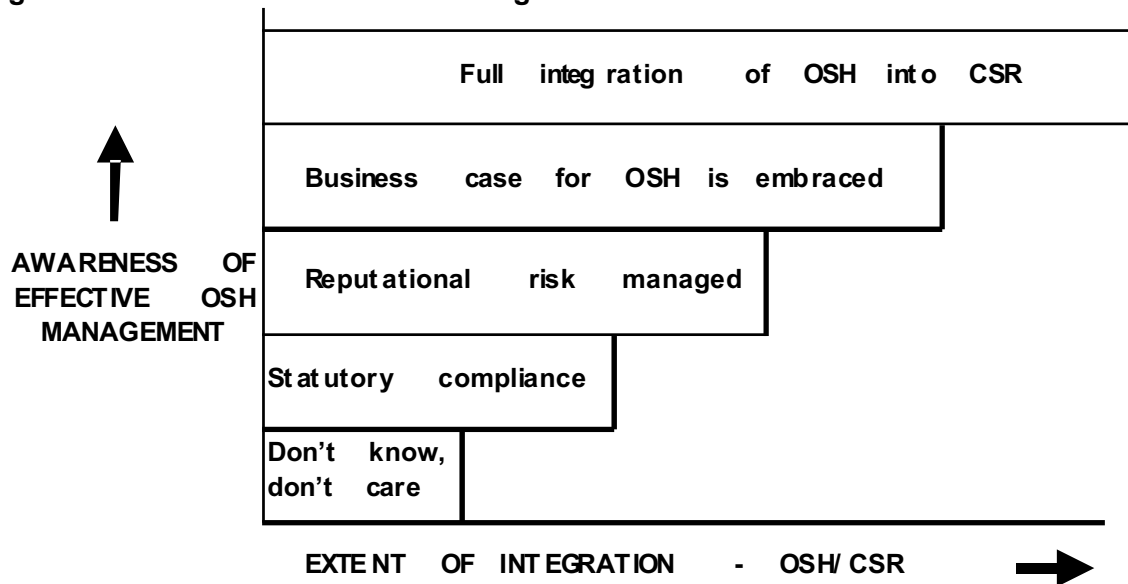 Full integration of OSH into CSR
Business case for OSH is embraced
AWARENESS OF
EFFECTIVE OSH
MANAGEMENT
Reputational risk managed
Statutory compliance
Don't know,
don't care
EXTENT OF INTEGRATION - OSH/ CSR